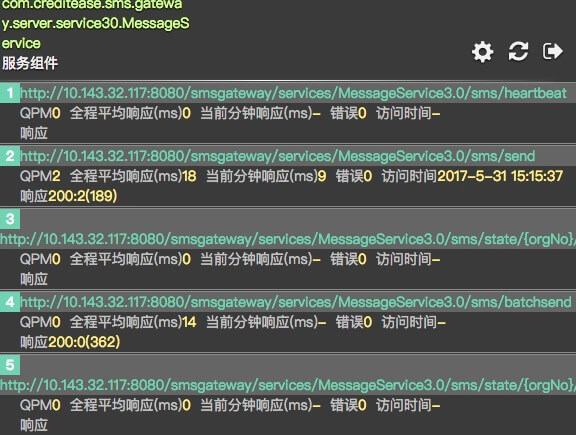 com.creditease.sms.gatewa
y.server.service30.MessageS
ervice
服务组件
1 http://10.143.32.117:8080/smsgateway/services/MessageService3.0/sms/heartbeat
QPM0 全程平均响应(ms)0 当前分钟响应(ms)– 错误0 访问时间–
响应
2 http://10.143.32.117:8080/smsgateway/services/MessageService3.0/sms/send
QPM2 全程平均响应(ms)18 当前分钟响应(ms)9 错误0 访问时间2017-5-31 15:15:37
响应200:2(189)
3
http://10.143.32.117:8080/smsgateway/services/MessageService3.0/sms/state/{orgNo}/
QPM0 全程平均响应(ms)0 当前分钟响应(ms)– 错误0 访问时间–
响应
4 http://10.143.32.117:8080/smsgateway/services/MessageService3.0/sms/batchsend
QPM0 全程平均响应(ms)14 当前分钟响应(ms)– 错误0 访问时间–
响应200:0(362)
5
http://10.143.32.117:8080/smsgateway/services/MessageService3.0/sms/state/{orgNo}/
QPM0 全程平均响应(ms)0 当前分钟响应(ms)– 错误0 访问时间–
响应